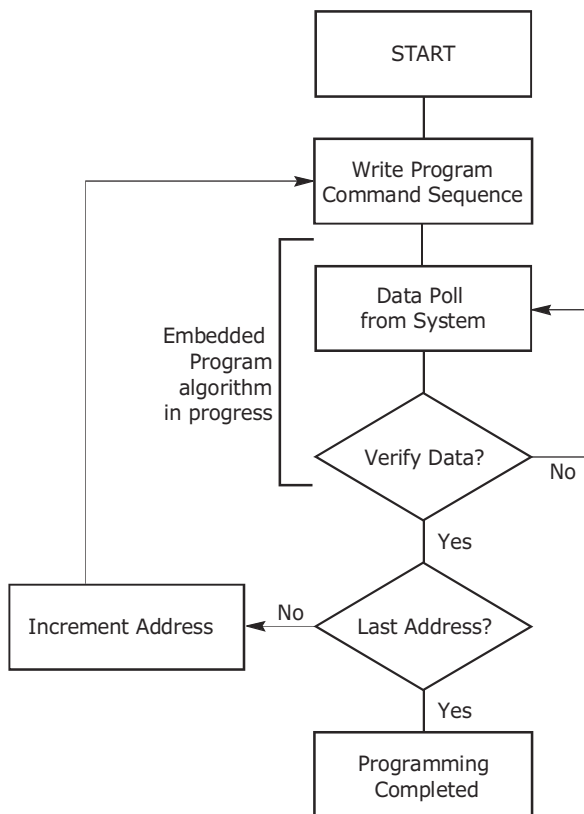 START
Write Program
Command Sequence
Data Poll
from System
Embedded
Program
algorithm
in progress
Verify Data?
No
Yes
Increment Address
No
Last Address?
Yes
Programming
Completed